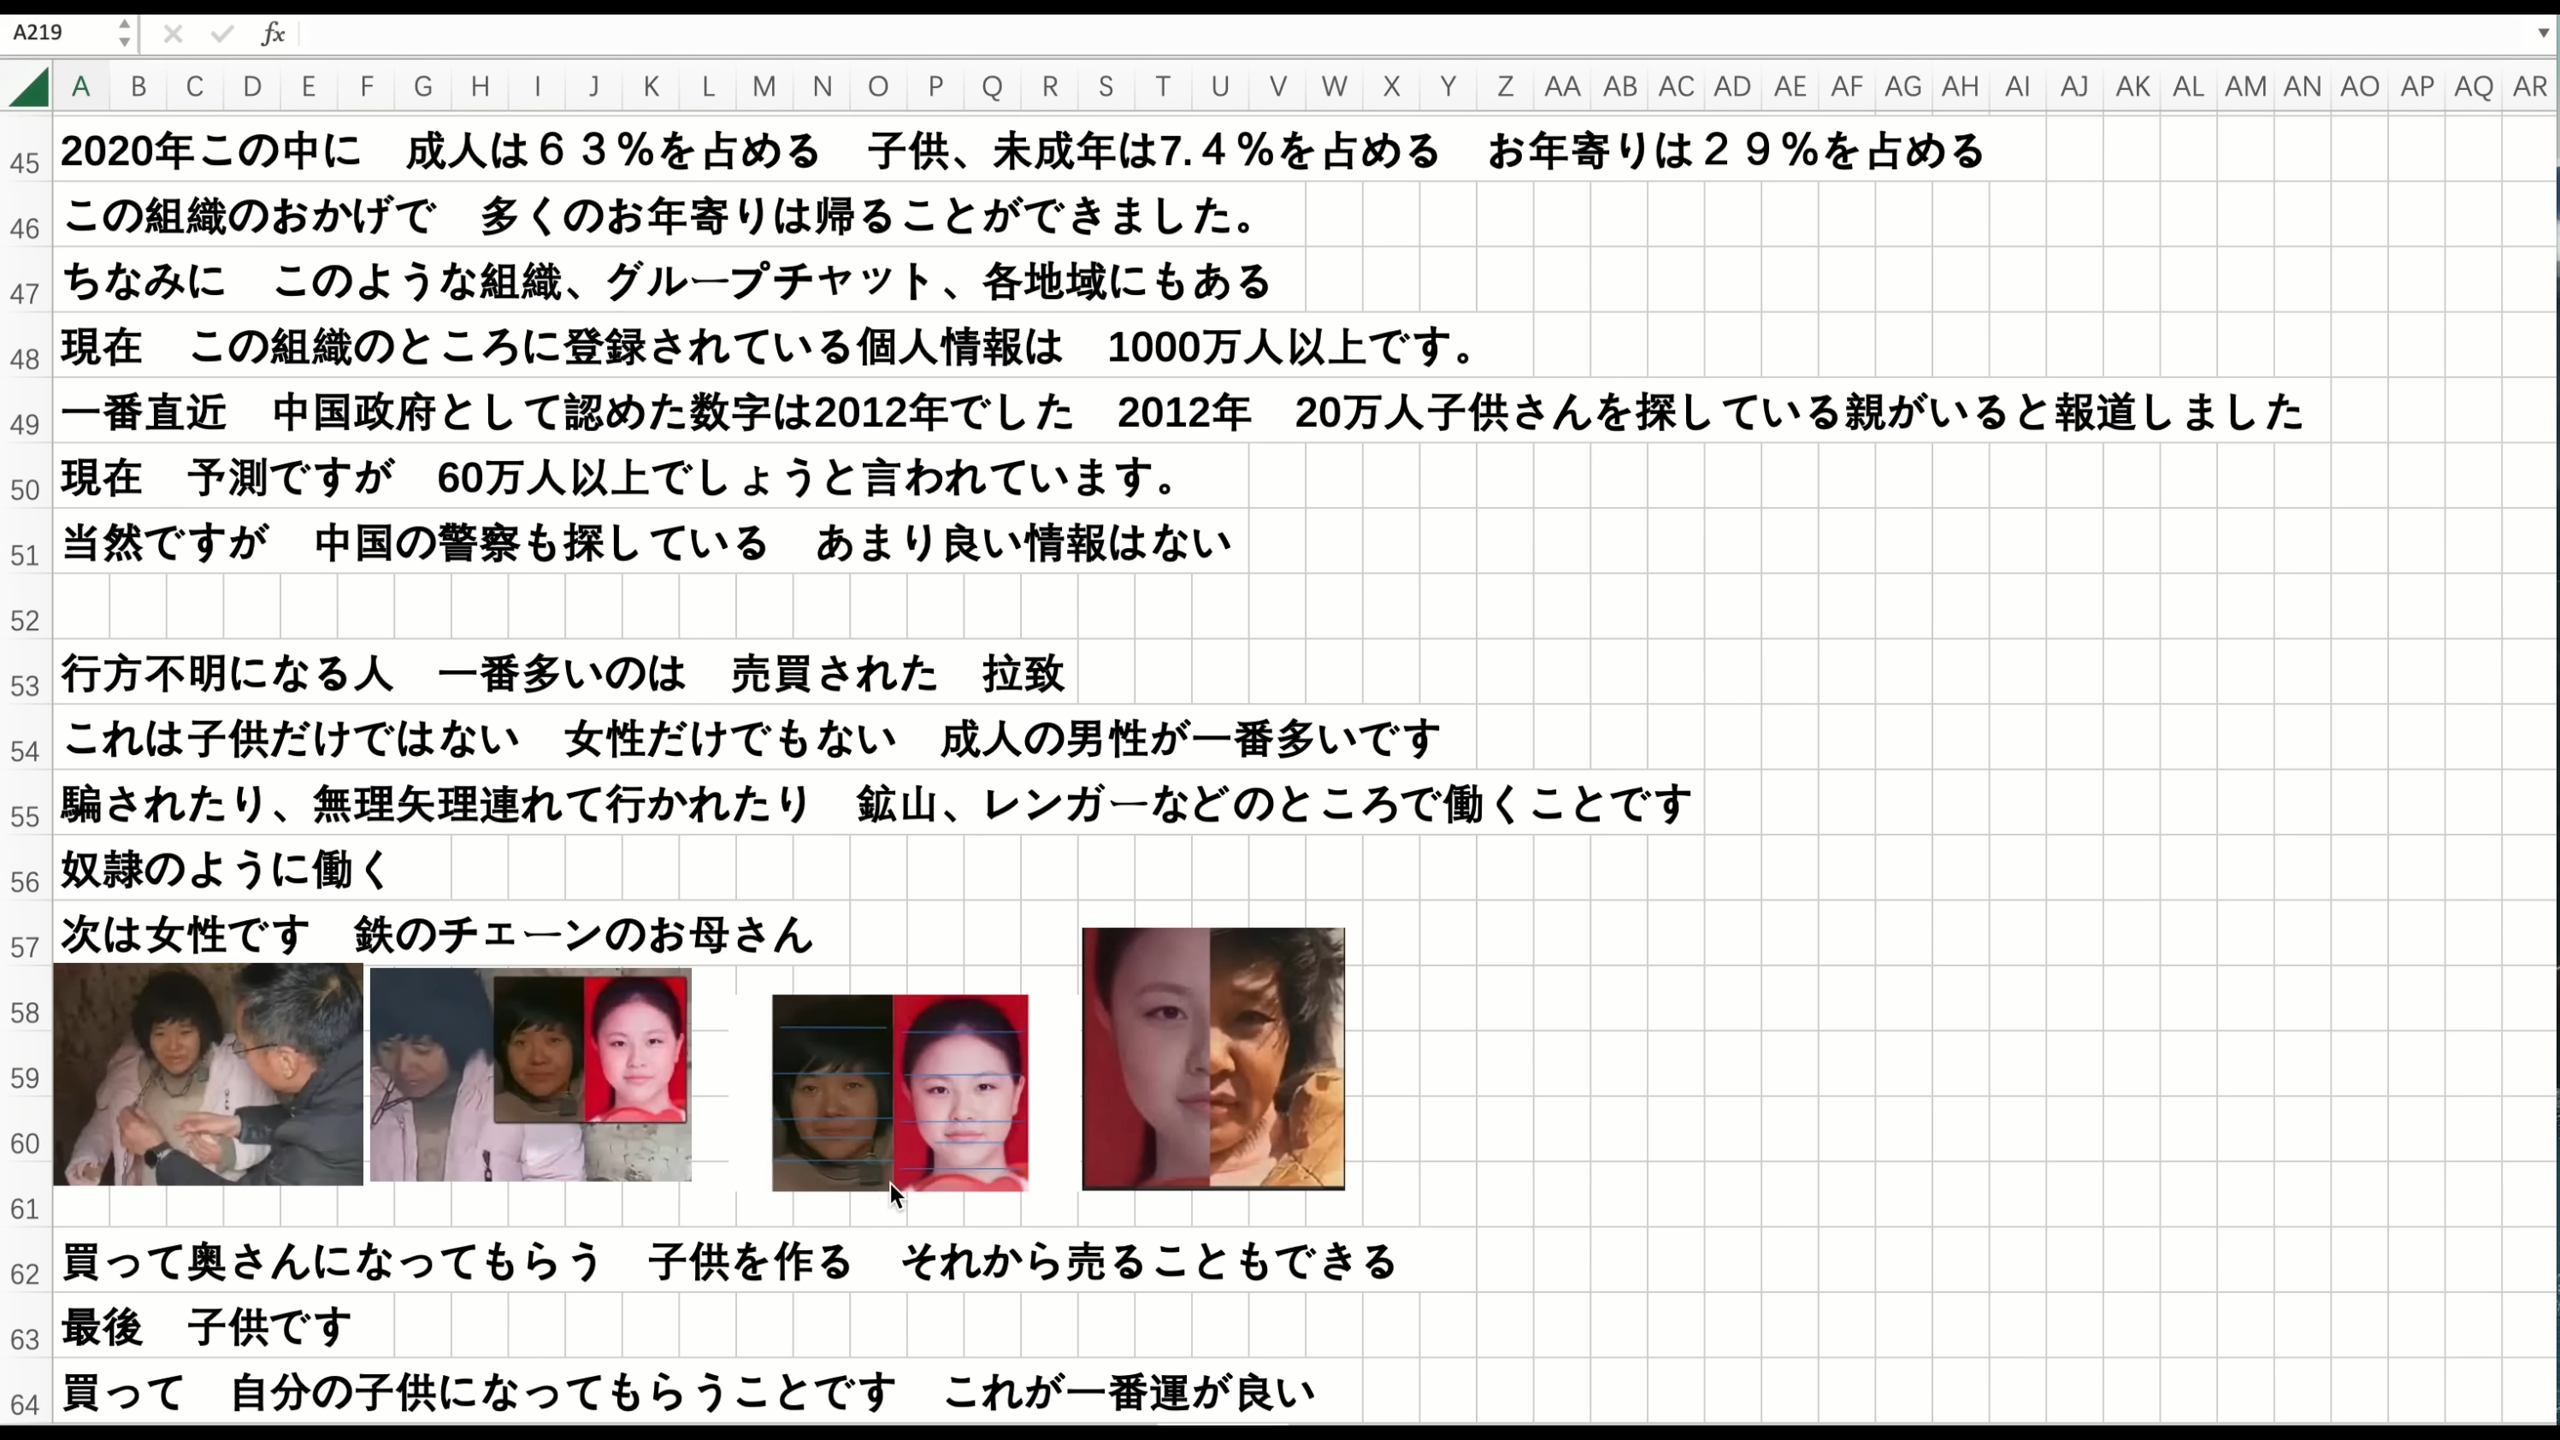 A219
fx
A B C D E F G H I J K L M N O P Q R S T U V W X Y Z AA AB AC AD AE AF AG AH AI AJ AK AL AM AN AO AP AQ AR
45 2020年この中に　成人は６３%を占める　子供、未成年は7.４%を占める　お年寄りは２９%を占める
46 この組織のおかげで　多くのお年寄りは帰ることができました。
47 ちなみに　このような組織、グループチャット、各地域にもある
48 現在　この組織のところに登録されている個人情報は　1000万人以上です。
49 一番直近　中国政府として認めた数字は2012年でした　2012年　20万人子供さんを探している親がいると報道しました
50 現在　予測ですが　60万人以上でしょうと言われています。
51 当然ですが　中国の警察も探している　あまり良い情報はない
52
53 行方不明になる人　一番多いのは　売買された　拉致
54 これは子供だけではない　女性だけでもない　成人の男性が一番多いです
55 騙されたり、無理矢理連れて行かれたり　鉱山、レンガーなどのところで働くことです
56 奴隷のように働く
57 次は女性です　鉄のチェーンのお母さん
58
59
60
61
62 買って奥さんになってもらう　子供を作る　それから売ることもできる
63 最後　子供です
64 買って　自分の子供になってもらうことです　これが一番運が良い